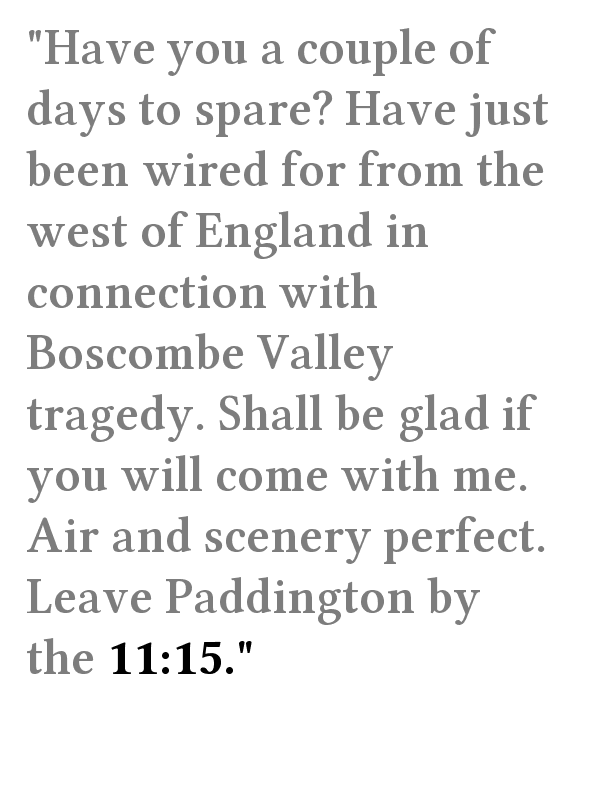 "Have you a couple of
days to spare? Have just
been wired for from the
west of England in
connection with
Boscombe Valley
tragedy. Shall be glad if
you will come with me.
Air and scenery perfect.
Leave Paddington by
the 11:15."